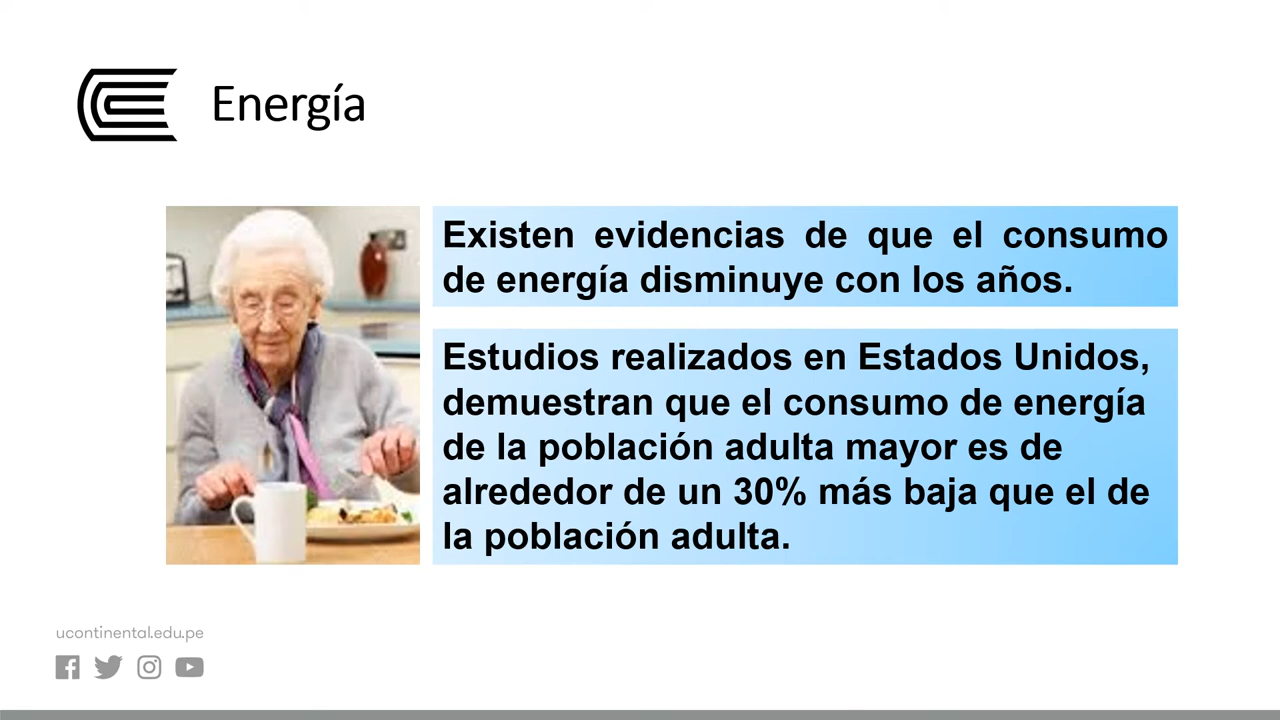 Energía
Existen evidencias de que el consumo
de energía disminuye con los años.
Estudios realizados en Estados Unidos,
demuestran que el consumo de energía
de la población adulta mayor es de
alrededor de un 30% más baja que el de
la población adulta.
ucontinental.edu.pe